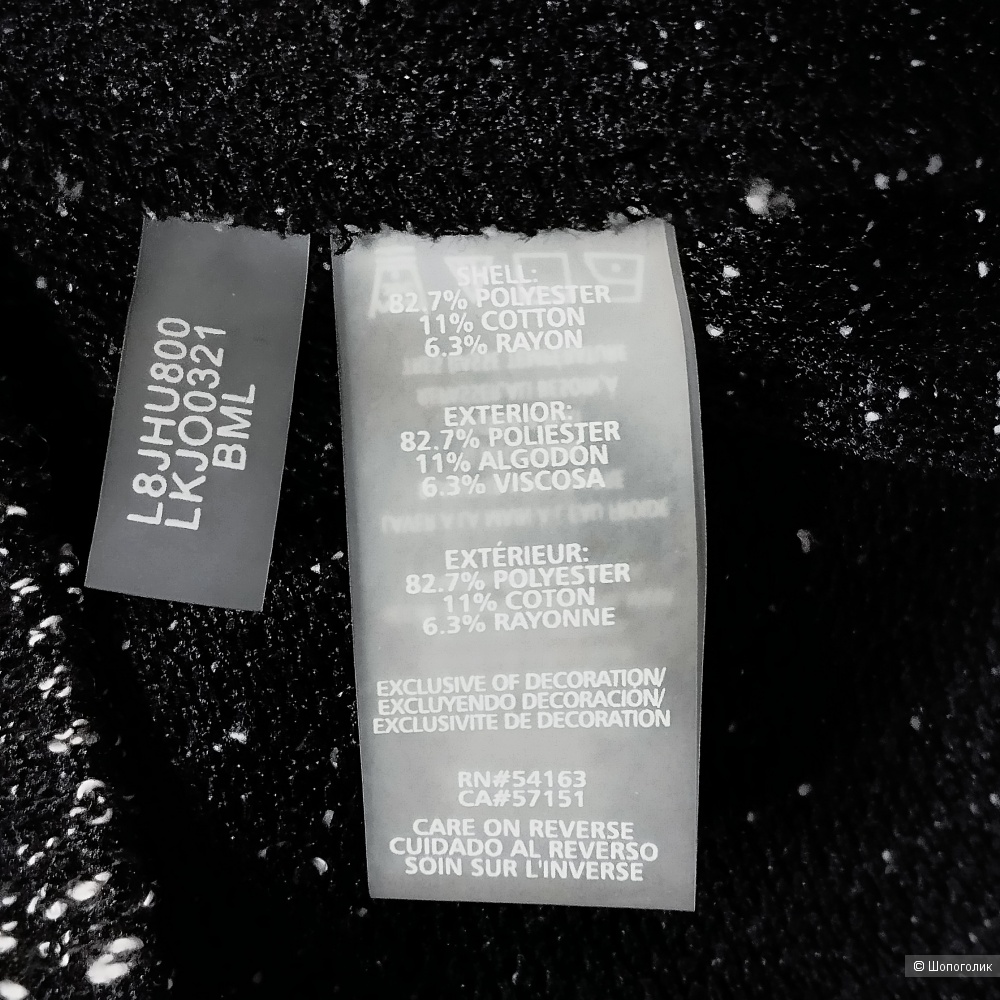 L8JHU800
LKJO0321
BML
SHELL:
82.7% POLYESTER
11% COTTON
6.3% RAYON
EXTERIOR:
82.7% POLIESTER
11% ALGODON
6.3% VISCOSA
EXTÉRIEUR:
82.7% POLYESTER
11% COTON
6.3% RAYONNE
EXCLUSIVE OF DECORATION/
EXCLUYENDO DECORACION/
EXCLUSIVITE DE DECORATION
RN#54163
CA#57151
CARE ON REVERSE
CUIDADO AL REVERSO
SOIN SUR L'INVERSE
© Шопоголик